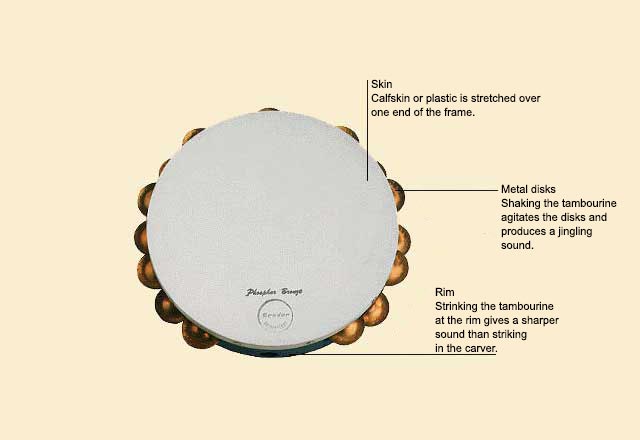 Skin
Calfskin or plastic is stretched over
one end of the frame.
Metal disks
Shaking the tambourine
agitates the disks and
produces a jingling
sound.
Rim
Strinking the tambourine
at the rim gives a sharper
sound than striking
in the carver.
Phosphor Bronze